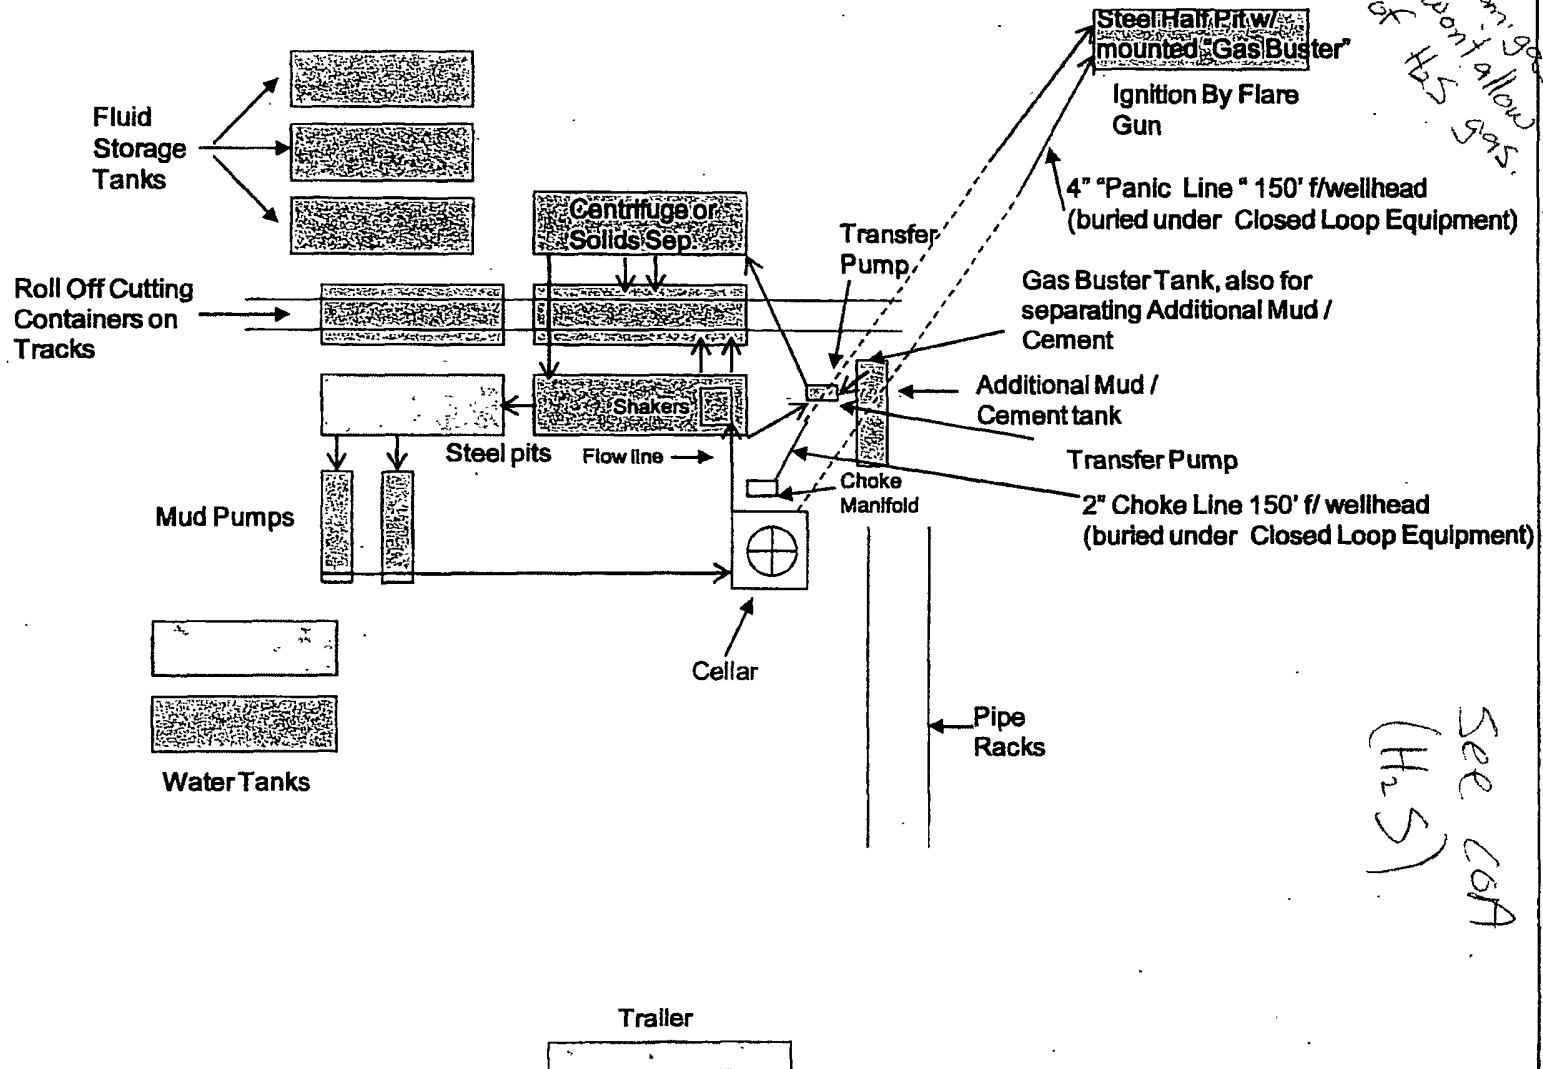 Steel Half Pit w/
mounted "Gas Buster"
Ignition By Flare
Gun
won't allow
of H2S gas.
Fluid
Storage
Tanks
4" "Panic Line " 150' f/wellhead
(buried under Closed Loop Equipment)
Centrifuge or
Solids Sep.
Transfer
Pump
Roll Off Cutting
Containers on
Tracks
Gas Buster Tank, also for
separating Additional Mud /
Cement
Additional Mud /
Cement tank
Shakers
Steel pits
Flow line
Transfer Pump
Choke
Manifold
2" Choke Line 150' f/ wellhead
(buried under Closed Loop Equipment)
Mud Pumps
Cellar
Pipe
Racks
Water Tanks
See COA
(H2S)
Trailer